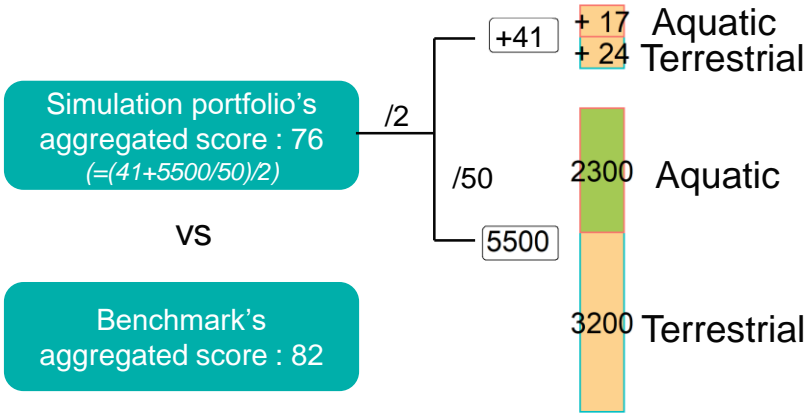 Simulation portfolio's
aggregated score : 76
(=(41+5500/50)/2)
vs
Benchmark's
aggregated score : 82
/2
/50
+41
5500
+ 17 Aquatic
+ 24 Terrestrial
2300 Aquatic
3200 Terrestrial